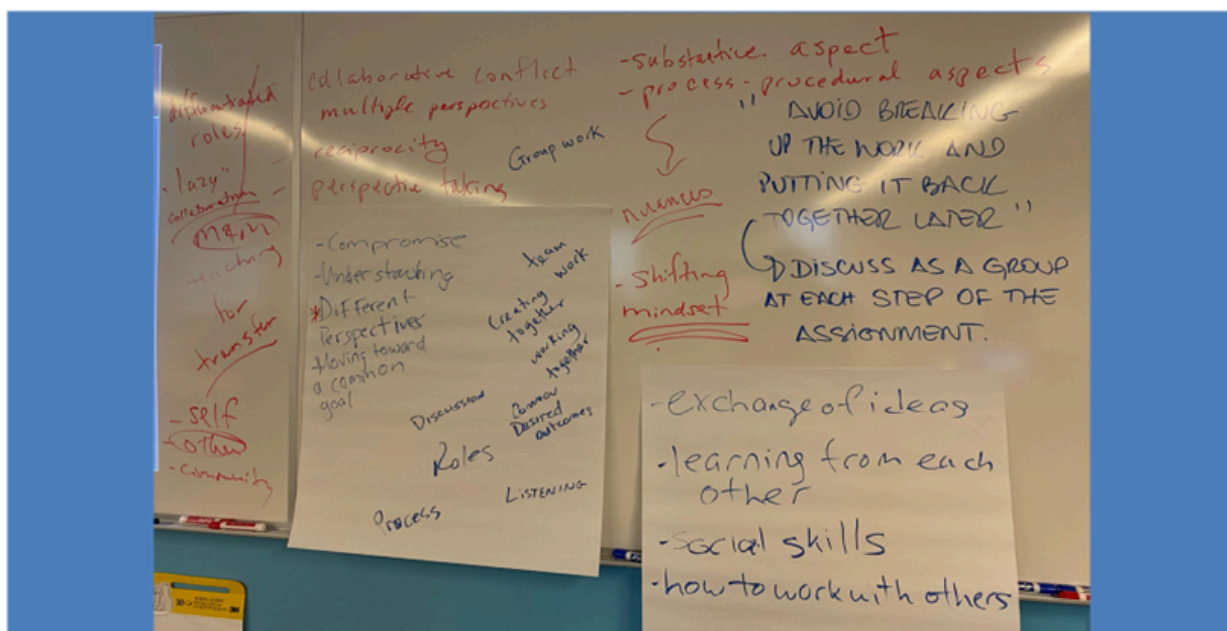 differentiated
roles
"lazy"
collaboration
M&M
teaching
for
transfer
- self
- other
- community
collaborative conflict
multiple perspectives
reciprocity
perspective taking
Group work
- substantive aspect
- process - procedural aspects
nuances
- shifting
mindset
"AVOID BREAKING
UP THE WORK AND
PUTTING IT BACK
TOGETHER LATER"
DISCUSS AS A GROUP
AT EACH STEP OF THE
ASSIGNMENT.
- Compromise
- Understanding
* Different
Perspectives
- Moving toward
a common
goal
team
work
Creating
together
working
together
Discussion
Common
Desired
outcomes
Roles
LISTENING
Process
- exchange of ideas
- learning from each
other
- social skills
- how to work with others